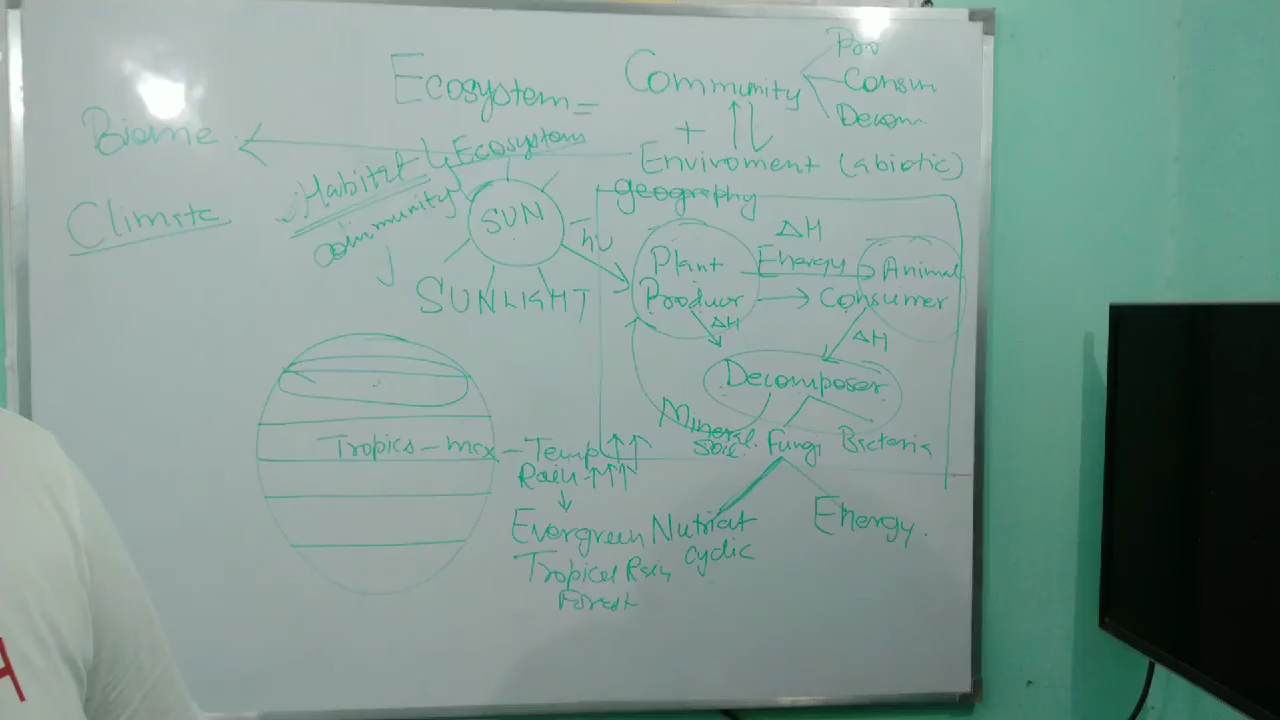 Ecosystem =
Community
Pro
Consum
Decom.
Biome
+
Enviroment (abiotic)
geography
Habitat
Ecosystem
community
Climate
SUN
hν
SUNLIGHT
Plant
Producer
ΔH
Energy
Animal
Consumer
ΔH
ΔH
Decomposer
Mineral
Soil.
Fungi
Bacteria
Tropics - max - Temp ↑↑
Rain ↑↑↑
Evergreen
Tropical Rain
Forest
Nutriat
cyclic
Energy.